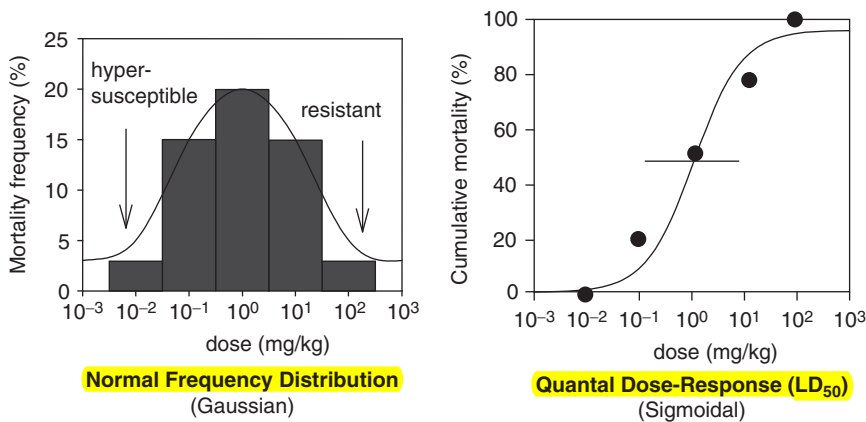 25
20
15
10
5
0
Mortality frequency (%)
hyper-
susceptible
resistant
10⁻³ 10⁻² 10⁻¹ 10⁰ 10¹ 10² 10³
dose (mg/kg)
Normal Frequency Distribution
(Gaussian)
100
80
60
40
20
0
Cumulative mortality (%)
10⁻³ 10⁻² 10⁻¹ 10⁰ 10¹ 10² 10³
dose (mg/kg)
Quantal Dose-Response (LD₅₀)
(Sigmoidal)